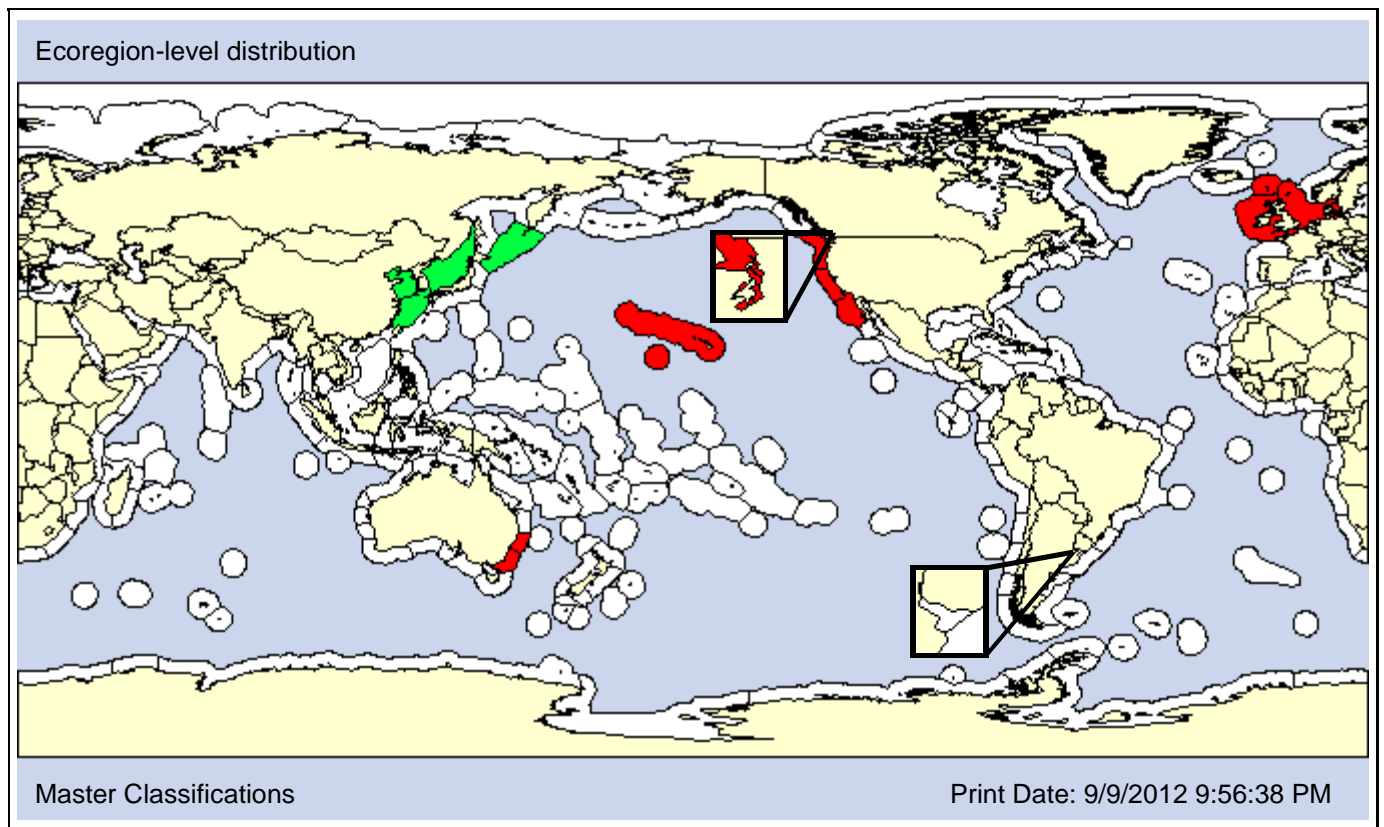 Ecoregion-level distribution
Master Classifications
Print Date: 9/9/2012 9:56:38 PM